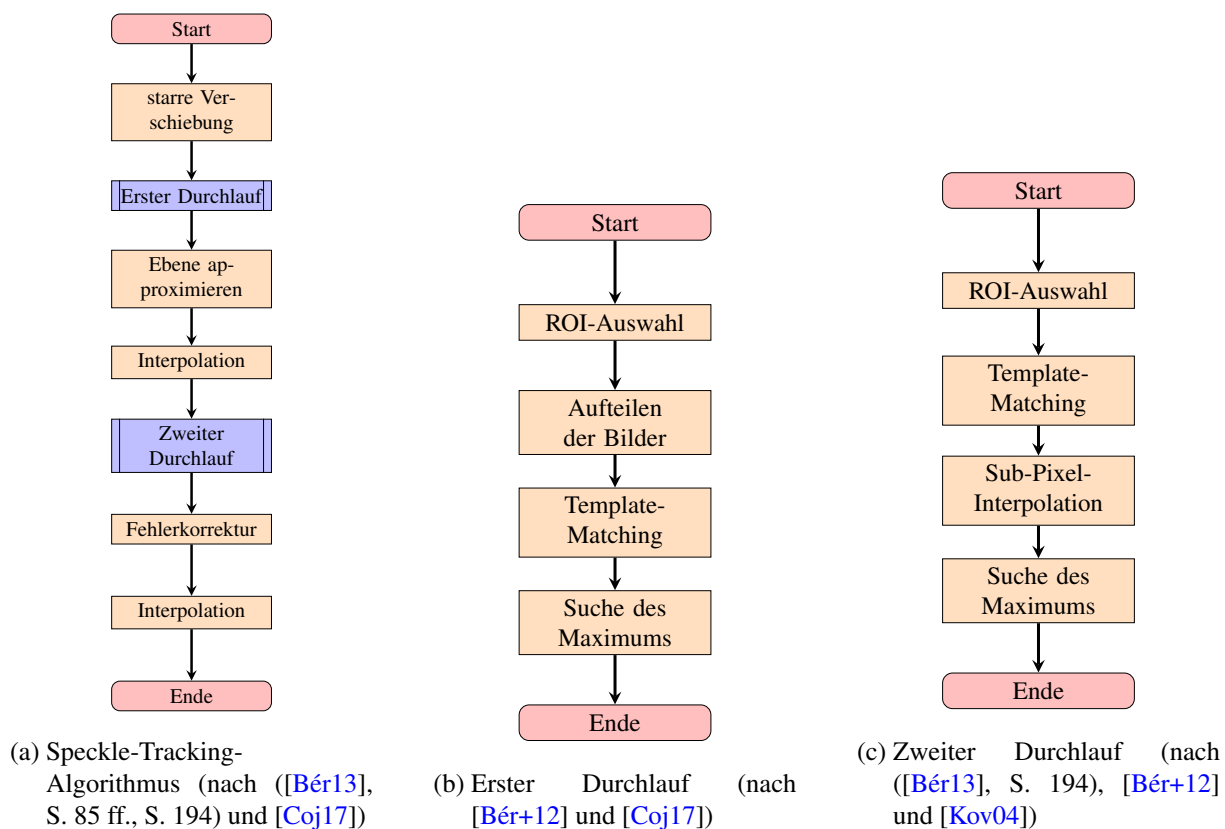 Start
starre Ver-
schiebung
Erster Durchlauf
Ebene ap-
proximieren
Interpolation
Zweiter
Durchlauf
Fehlerkorrektur
Interpolation
Ende
(a) Speckle-Tracking-
Algorithmus (nach ([Bér13],
S. 85 ff., S. 194) und [Coj17])
Start
ROI-Auswahl
Aufteilen
der Bilder
Template-
Matching
Suche des
Maximums
Ende
(b) Erster Durchlauf (nach
[Bér+12] und [Coj17])
Start
ROI-Auswahl
Template-
Matching
Sub-Pixel-
Interpolation
Suche des
Maximums
Ende
(c) Zweiter Durchlauf (nach
([Bér13], S. 194), [Bér+12]
und [Kov04])